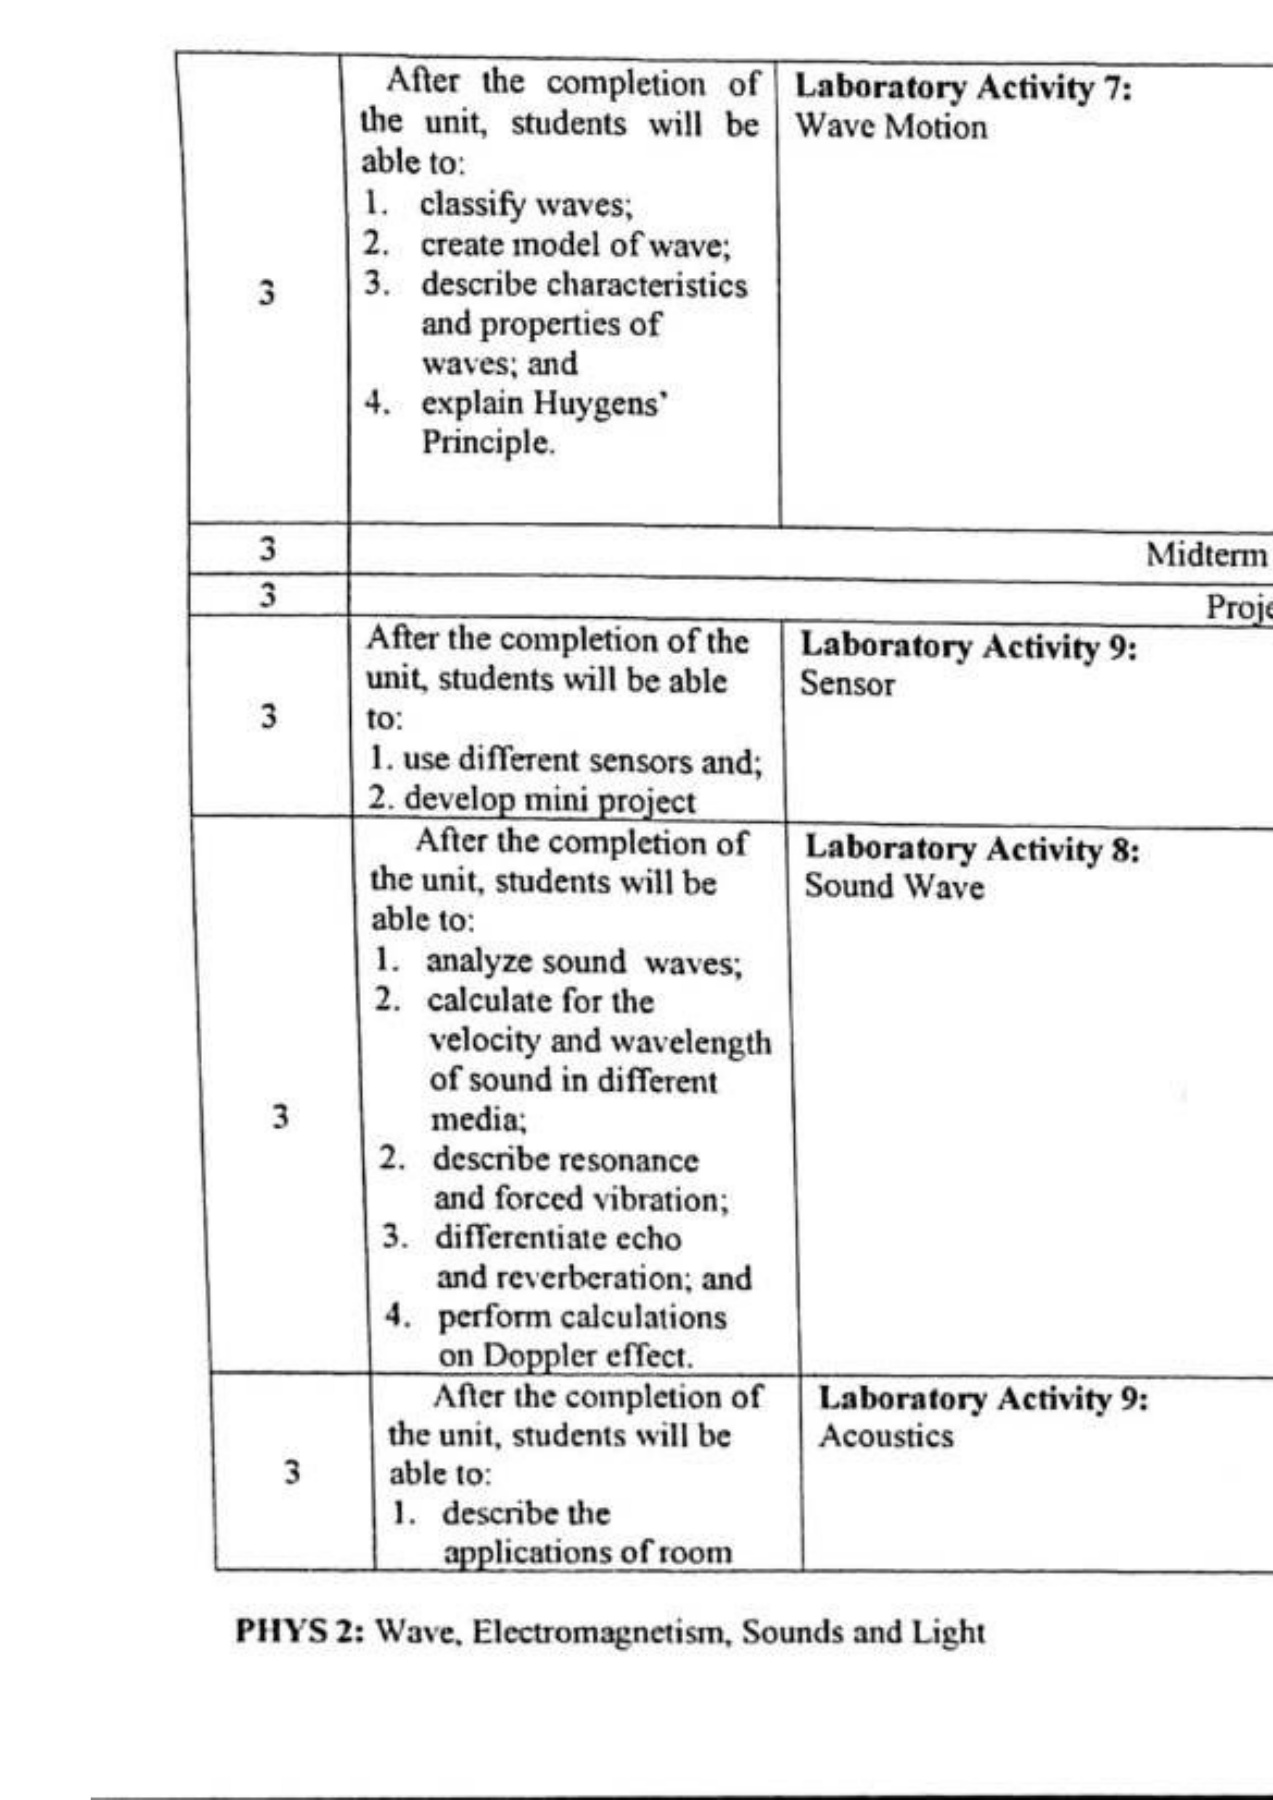 3
After the completion of
the unit, students will be
able to:
1. classify waves;
2. create model of wave;
3. describe characteristics
and properties of
waves; and
4. explain Huygens'
Principle.
Laboratory Activity 7:
Wave Motion
3
Midterm
3
3
After the completion of the
unit, students will be able
to:
1. use different sensors and;
2. develop mini project
Laboratory Activity 9:
Sensor
3
After the completion of
the unit, students will be
able to:
1. analyze sound waves;
2. calculate for the
velocity and wavelength
of sound in different
media;
2. describe resonance
and forced vibration;
3. differentiate echo
and reverberation; and
4. perform calculations
on Doppler effect.
Laboratory Activity 8:
Sound Wave
3
After the completion of
the unit, students will be
able to:
1. describe the
applications of room
Laboratory Activity 9:
Acoustics
PHYS 2: Wave, Electromagnetism, Sounds and Light